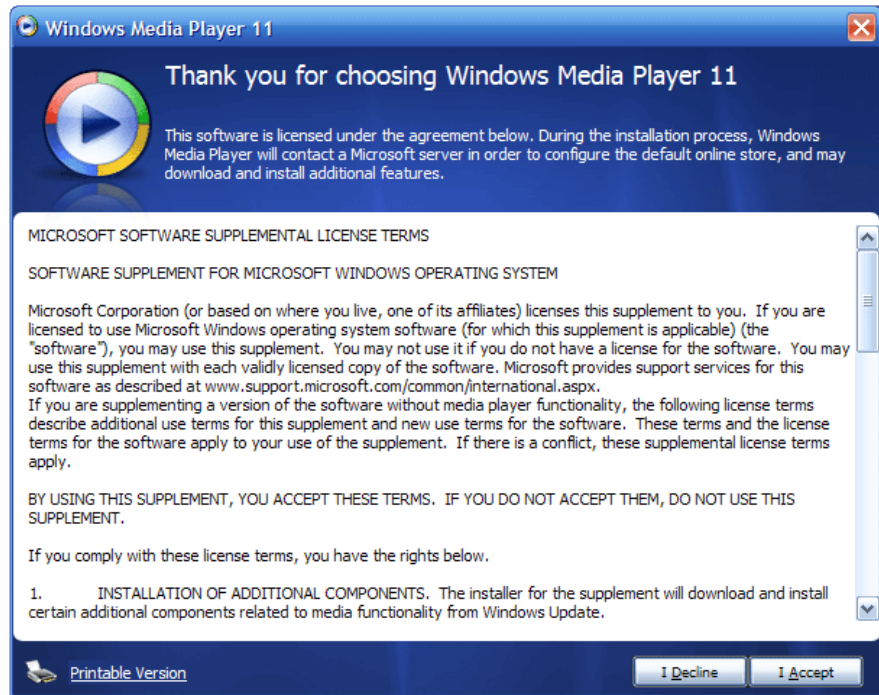 Windows Media Player 11
Thank you for choosing Windows Media Player 11
This software is licensed under the agreement below. During the installation process, Windows
Media Player will contact a Microsoft server in order to configure the default online store, and may
download and install additional features.
MICROSOFT SOFTWARE SUPPLEMENTAL LICENSE TERMS
SOFTWARE SUPPLEMENT FOR MICROSOFT WINDOWS OPERATING SYSTEM
Microsoft Corporation (or based on where you live, one of its affiliates) licenses this supplement to you.  If you are
licensed to use Microsoft Windows operating system software (for which this supplement is applicable) (the
"software"), you may use this supplement.  You may not use it if you do not have a license for the software.  You may
use this supplement with each validly licensed copy of the software. Microsoft provides support services for this
software as described at www.support.microsoft.com/common/international.aspx.
If you are supplementing a version of the software without media player functionality, the following license terms
describe additional use terms for this supplement and new use terms for the software.  These terms and the license
terms for the software apply to your use of the supplement.  If there is a conflict, these supplemental license terms
apply.
BY USING THIS SUPPLEMENT, YOU ACCEPT THESE TERMS.  IF YOU DO NOT ACCEPT THEM, DO NOT USE THIS
SUPPLEMENT.
If you comply with these license terms, you have the rights below.
1. INSTALLATION OF ADDITIONAL COMPONENTS.  The installer for the supplement will download and install
certain additional components related to media functionality from Windows Update.
Printable Version
I Decline
I Accept